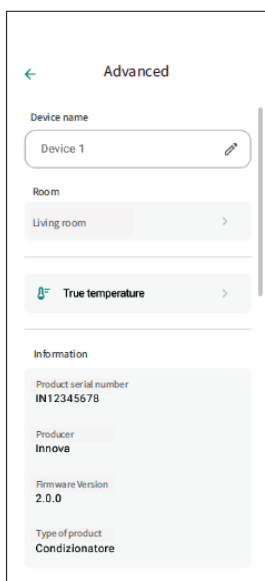 Advanced
Device name
Device 1
Room
Living room
True temperature
Information
Product serial number
IN12345678
Producer
Innova
Firmware Version
2.0.0
Type of product
Condizionatore